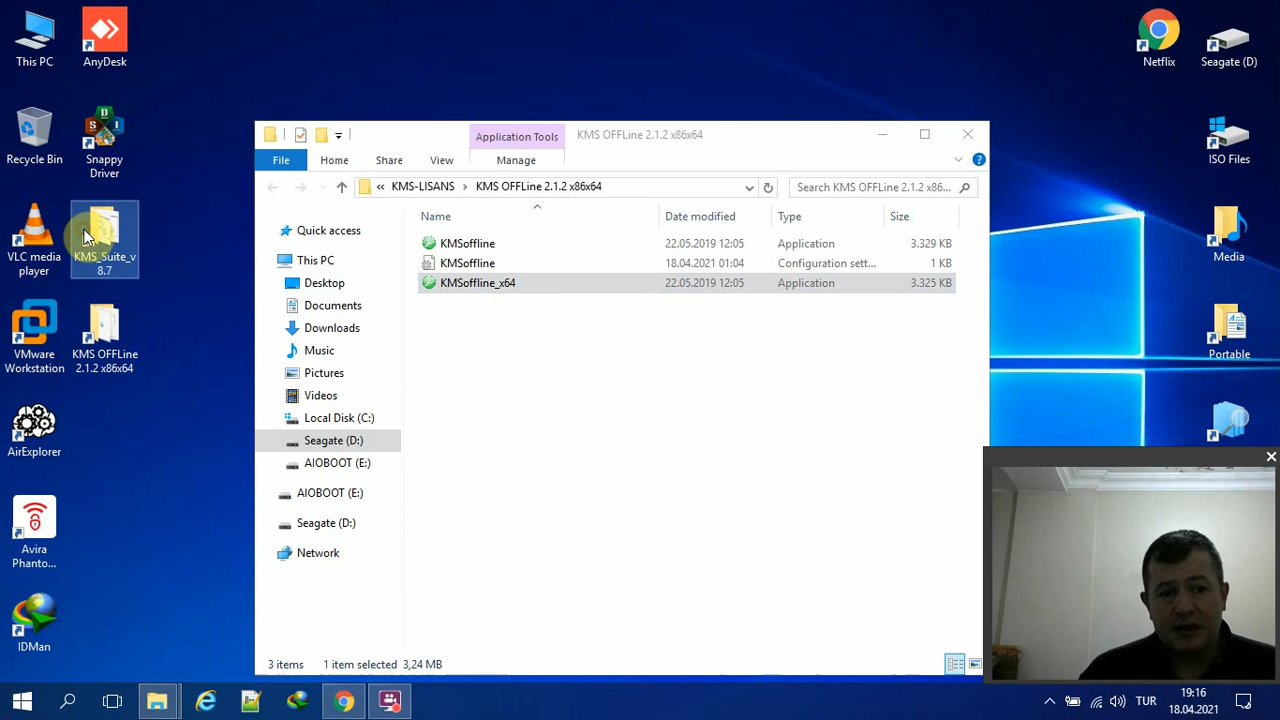 This PC
AnyDesk
Recycle Bin
Snappy
Driver
VLC media
player
KMS_Suite_v
8.7
VMware
Workstation
KMS OFFLine
2.1.2 x86x64
AirExplorer
Avira
Phanto...
IDMan
Netflix
Seagate (D)
ISO Files
Media
Portable
Application Tools
KMS OFFLine 2.1.2 x86x64
File
Home
Share
View
Manage
« KMS-LISANS > KMS OFFLine 2.1.2 x86x64
Search KMS OFFLine 2.1.2 x86...
Quick access
This PC
Desktop
Documents
Downloads
Music
Pictures
Videos
Local Disk (C:)
Seagate (D:)
AIOBOOT (E:)
AIOBOOT (E:)
Seagate (D:)
Network
Name Date modified Type Size
KMSoffline 22.05.2019 12:05 Application 3.329 KB
KMSoffline 18.04.2021 01:04 Configuration sett... 1 KB
KMSoffline_x64 22.05.2019 12:05 Application 3.325 KB
3 items 1 item selected 3,24 MB
TUR
19:16
18.04.2021